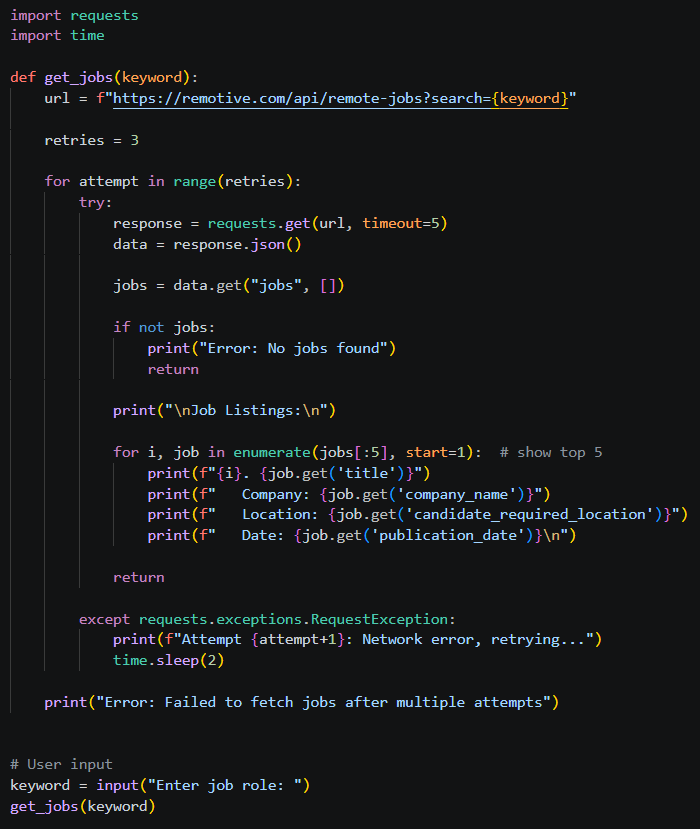 import requests
import time

def get_jobs(keyword):
    url = f"https://remotive.com/api/remote-jobs?search={keyword}"

    retries = 3

    for attempt in range(retries):
        try:
            response = requests.get(url, timeout=5)
            data = response.json()

            jobs = data.get("jobs", [])

            if not jobs:
                print("Error: No jobs found")
                return

            print("\nJob Listings:\n")

            for i, job in enumerate(jobs[:5], start=1):  # show top 5
                print(f"{i}. {job.get('title')}")
                print(f"   Company: {job.get('company_name')}")
                print(f"   Location: {job.get('candidate_required_location')}")
                print(f"   Date: {job.get('publication_date')}\n")

            return

        except requests.exceptions.RequestException:
            print(f"Attempt {attempt+1}: Network error, retrying...")
            time.sleep(2)

    print("Error: Failed to fetch jobs after multiple attempts")


# User input
keyword = input("Enter job role: ")
get_jobs(keyword)